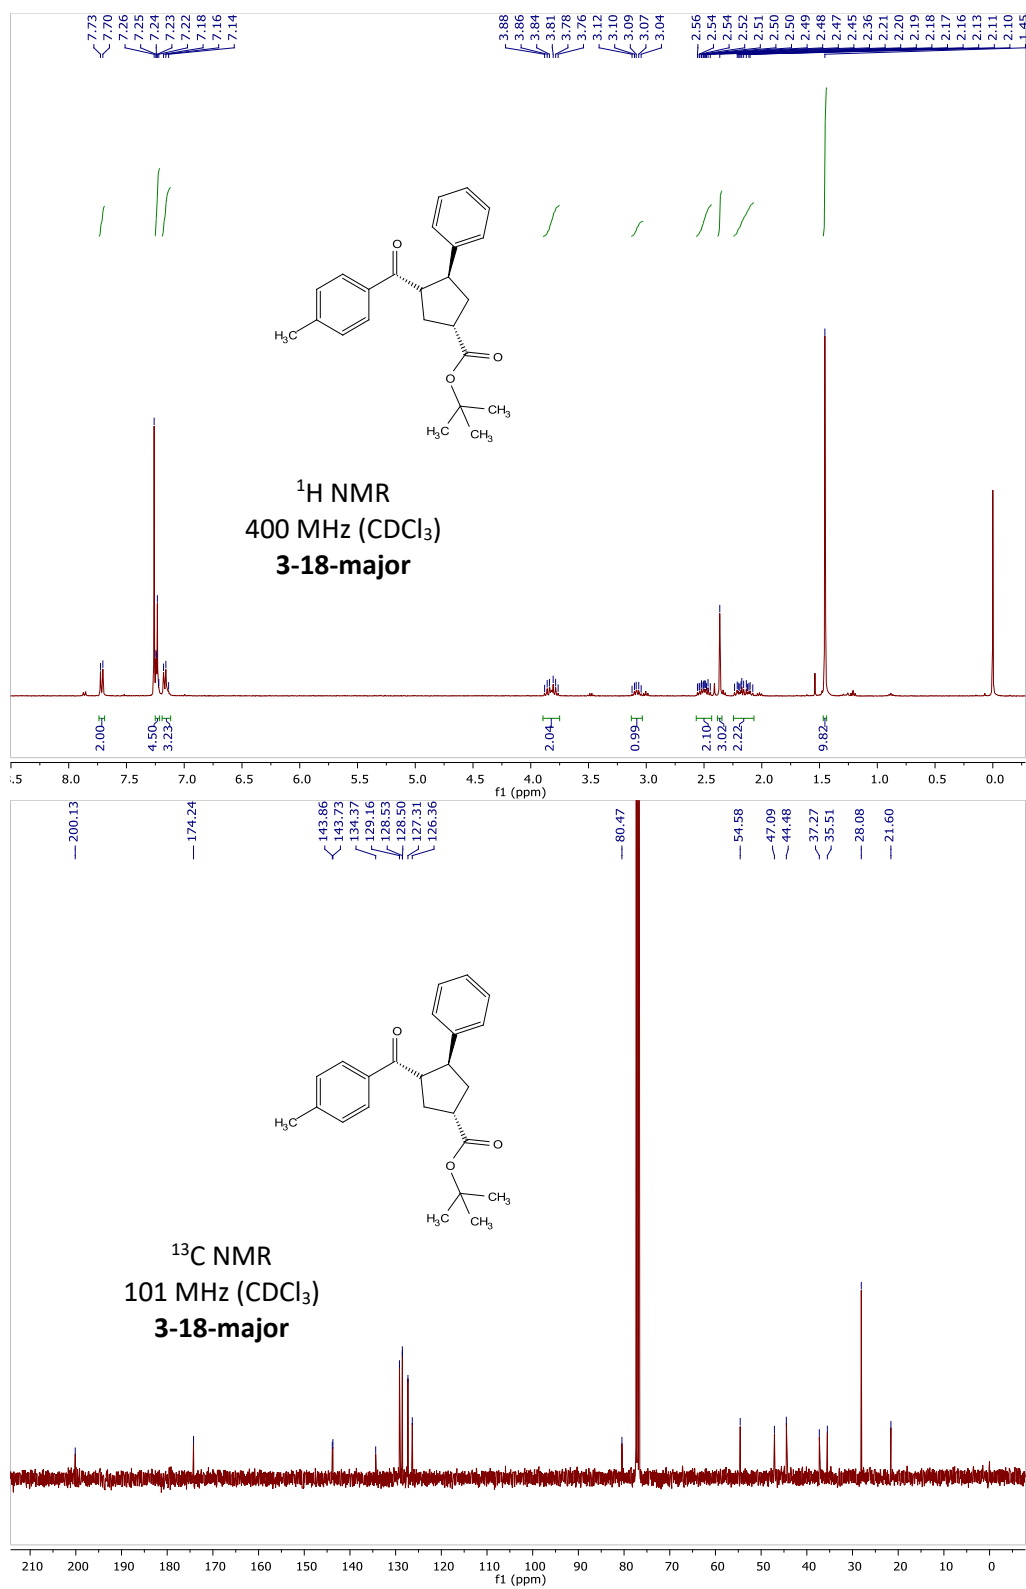 7.73
7.70
7.26
7.25
7.24
7.23
7.22
7.18
7.16
7.14
3.88
3.86
3.84
3.81
3.78
3.76
3.12
3.10
3.09
3.07
3.04
2.56
2.54
2.54
2.52
2.51
2.50
2.50
2.49
2.48
2.47
2.45
2.36
2.21
2.20
2.19
2.18
2.17
2.16
2.13
2.11
2.10
1.45
O
H₃C
O
O
CH₃
H₃C
CH₃
¹H NMR
400 MHz (CDCl₃)
3-18-major
2.00
4.50
3.23
2.04
0.99
2.10
3.02
2.22
9.82
8.0 7.5 7.0 6.5 6.0 5.5 5.0 4.5 4.0 3.5 3.0 2.5 2.0 1.5 1.0 0.5 0.0
f1 (ppm)
200.13
174.24
143.86
143.73
134.37
129.16
128.53
128.50
127.31
126.36
80.47
54.58
47.09
44.48
37.27
35.51
28.08
21.60
O
H₃C
O
O
CH₃
H₃C
CH₃
¹³C NMR
101 MHz (CDCl₃)
3-18-major
210 200 190 180 170 160 150 140 130 120 110 100 90 80 70 60 50 40 30 20 10 0
f1 (ppm)